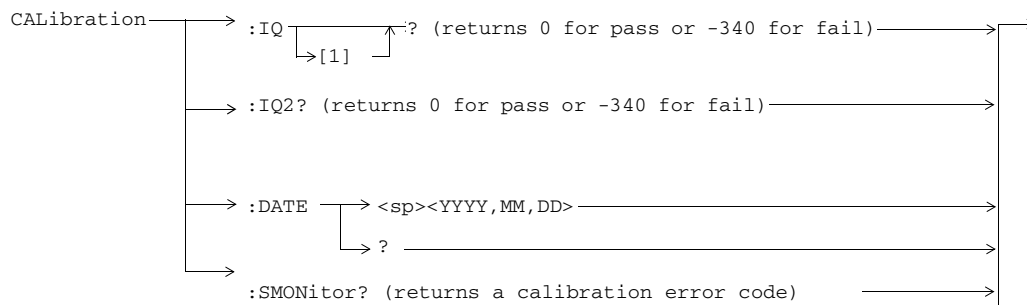 CALibration
:IQ ? (returns 0 for pass or -340 for fail)
[1]
:IQ2? (returns 0 for pass or -340 for fail)
:DATE <sp><YYYY,MM,DD>
?
:SMONitor? (returns a calibration error code)